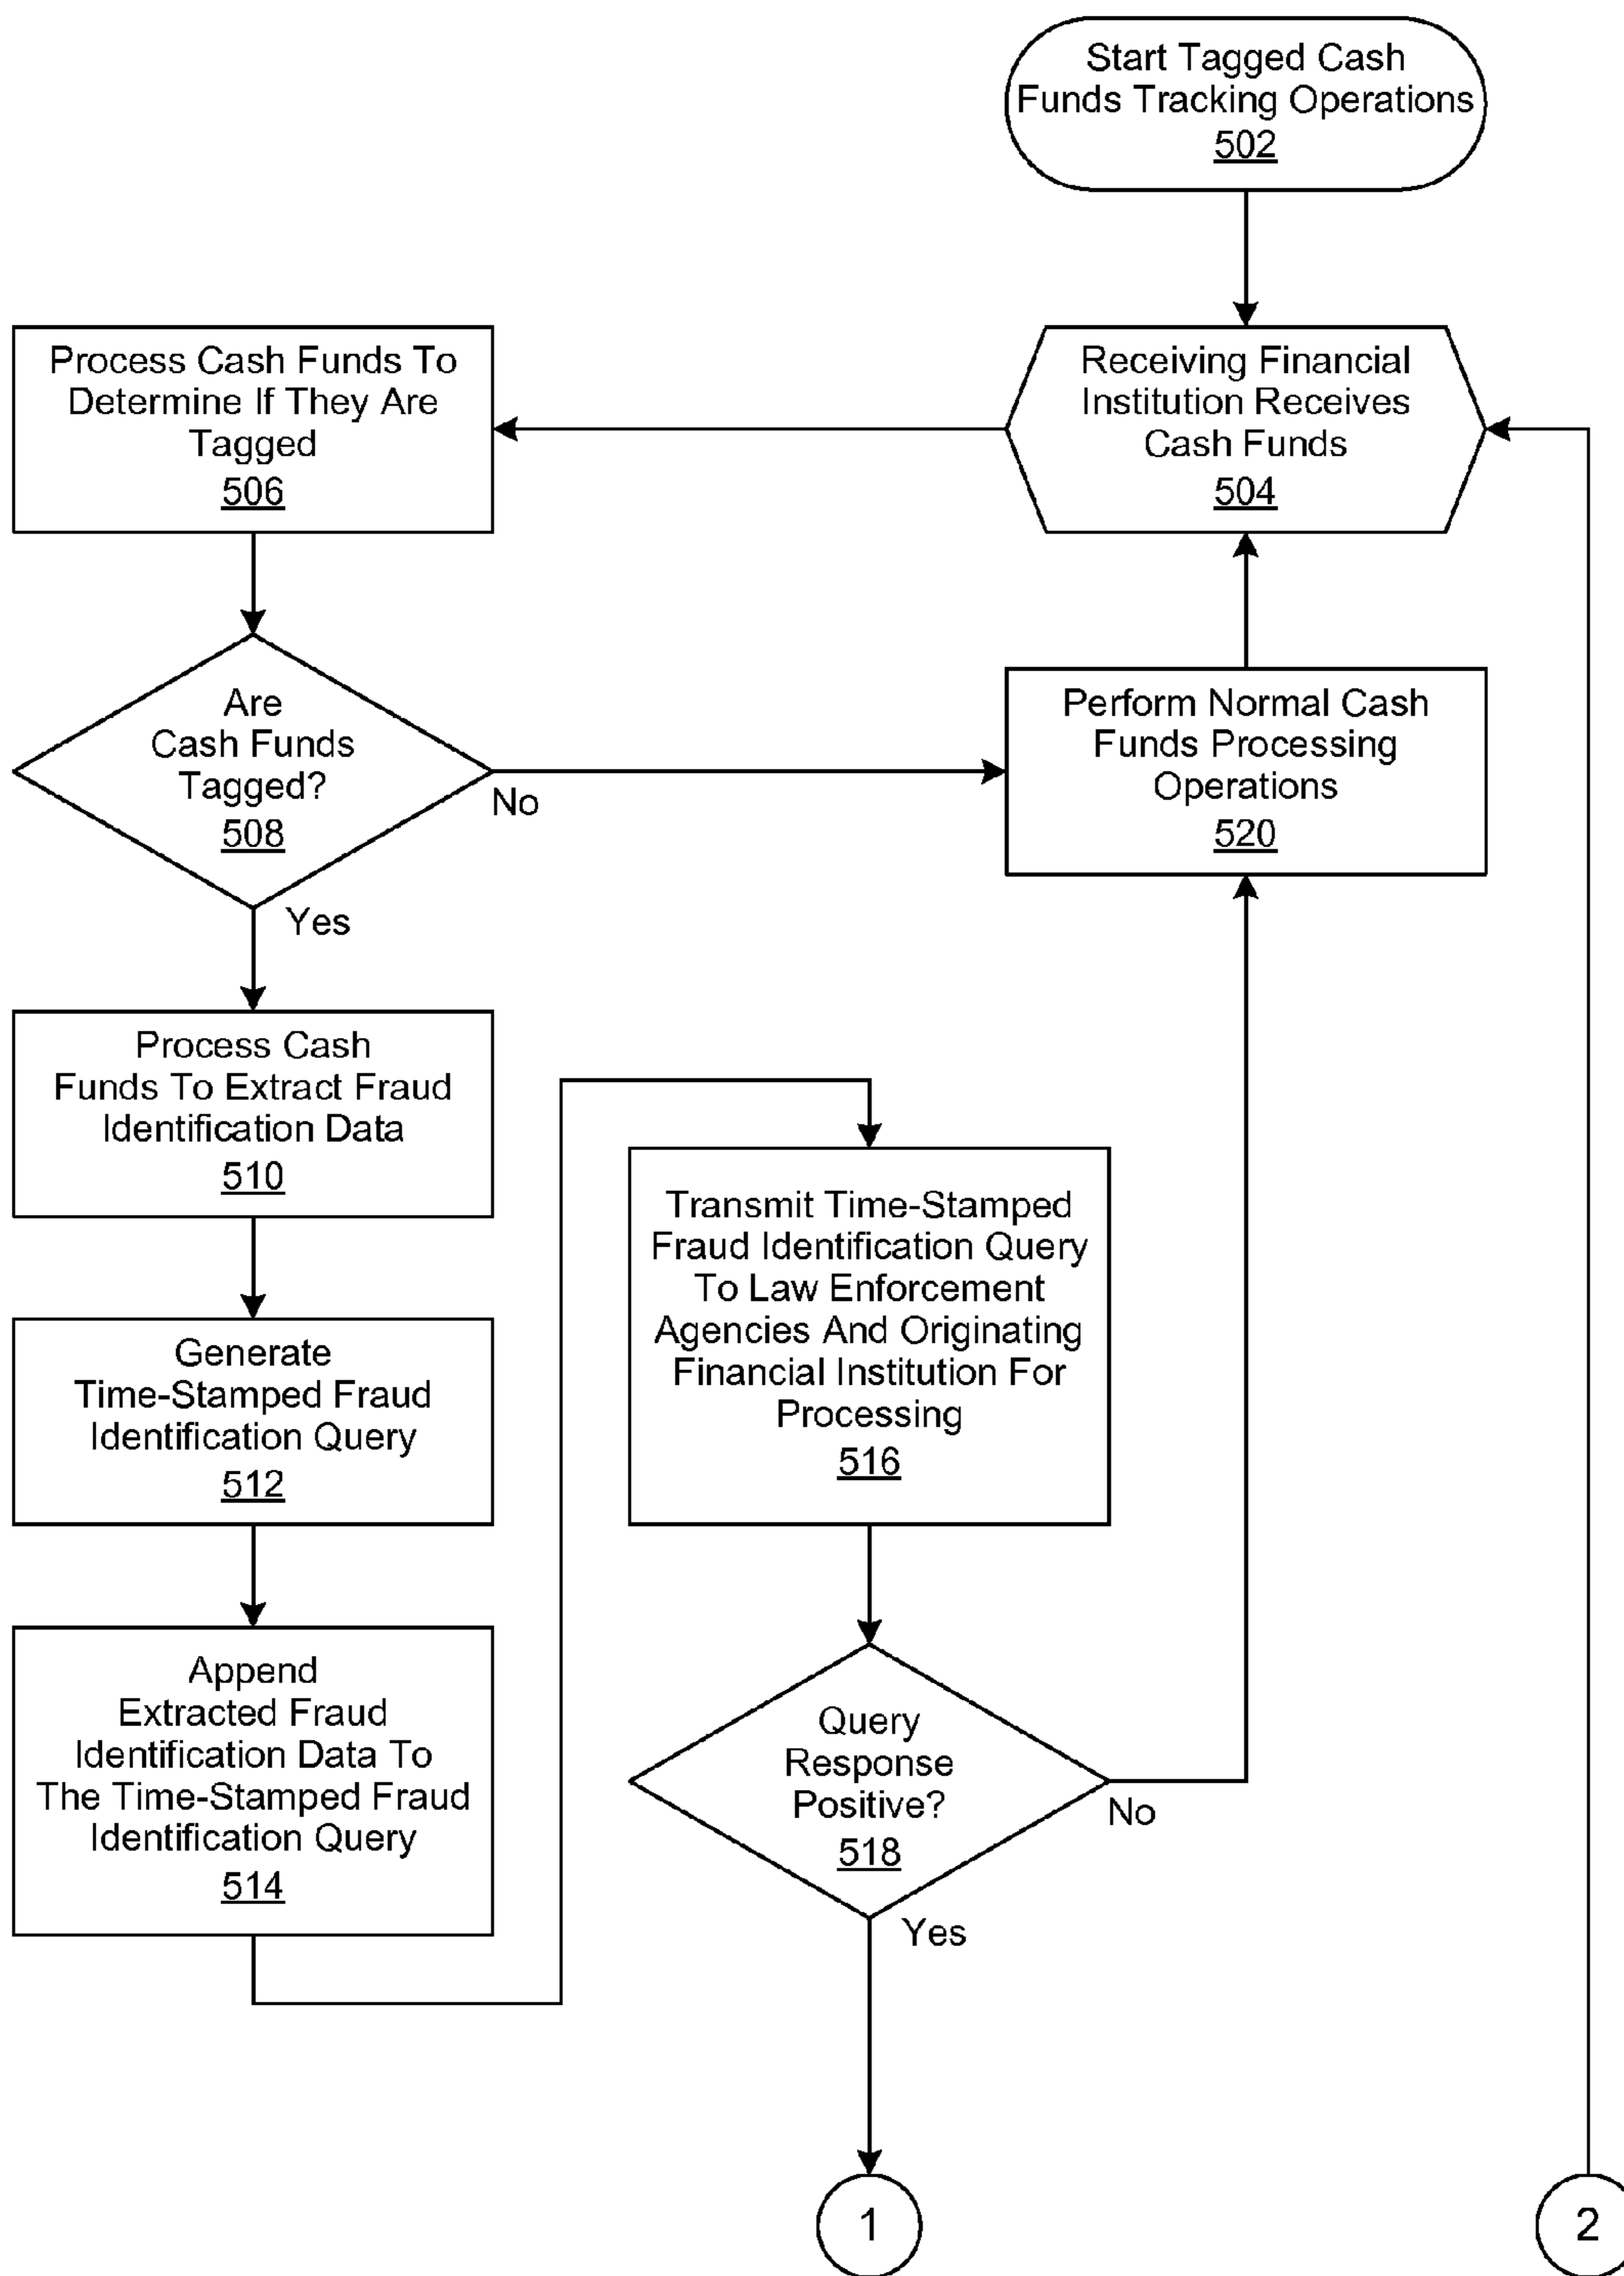 Start Tagged Cash
Funds Tracking Operations
502
Receiving Financial
Institution Receives
Cash Funds
504
Process Cash Funds To
Determine If They Are
Tagged
506
Are
Cash Funds
Tagged?
508
No
Yes
Perform Normal Cash
Funds Processing
Operations
520
Process Cash
Funds To Extract Fraud
Identification Data
510
Generate
Time-Stamped Fraud
Identification Query
512
Append
Extracted Fraud
Identification Data To
The Time-Stamped Fraud
Identification Query
514
Transmit Time-Stamped
Fraud Identification Query
To Law Enforcement
Agencies And Originating
Financial Institution For
Processing
516
Query
Response
Positive?
518
No
Yes
1
2